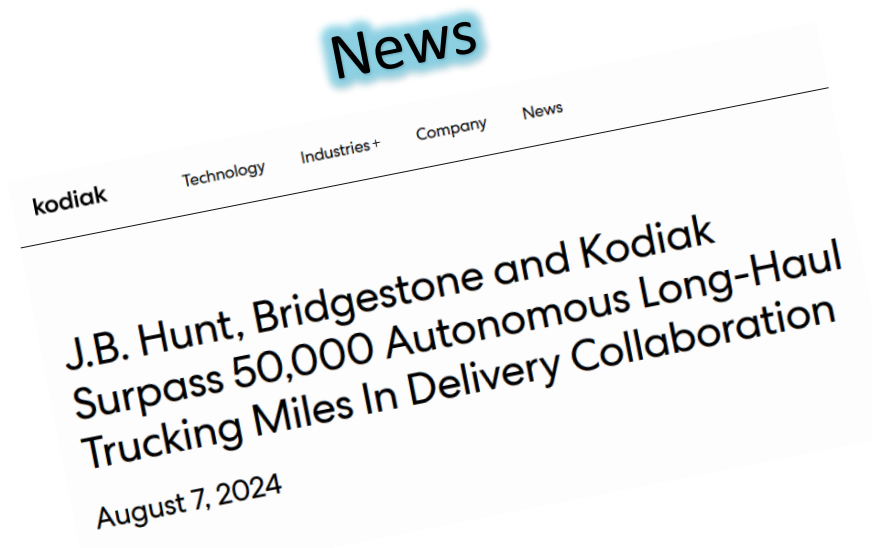 News
kodiak Technology Industries+ Company News
J.B. Hunt, Bridgestone and Kodiak
Surpass 50,000 Autonomous Long-Haul
Trucking Miles In Delivery Collaboration
August 7, 2024